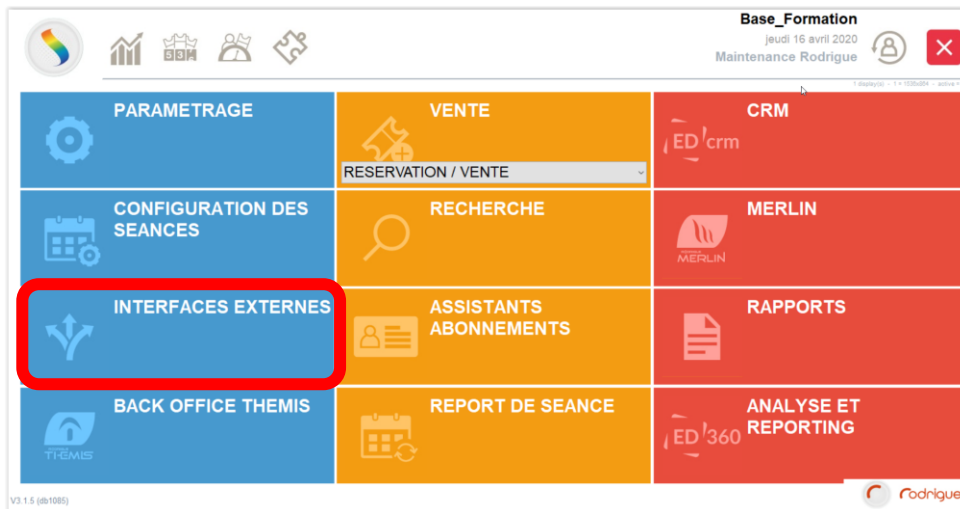 Base_Formation
jeudi 16 avril 2020
Maintenance Rodrigue
PARAMETRAGE
VENTE
RESERVATION / VENTE
CRM
ED crm
CONFIGURATION DES
SEANCES
RECHERCHE
MERLIN
MERLIN
INTERFACES EXTERNES
ASSISTANTS
ABONNEMENTS
RAPPORTS
BACK OFFICE THEMIS
THEMIS
REPORT DE SEANCE
ANALYSE ET
REPORTING
ED 360
V3.1.5 (db1085)
rodrigue